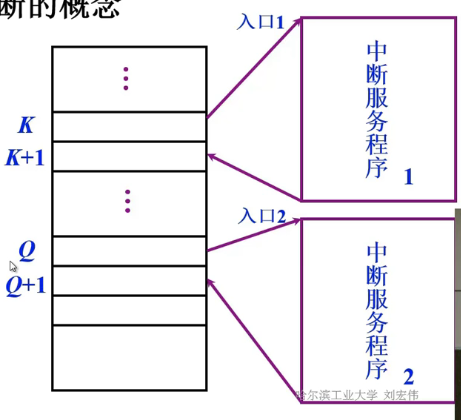 断的概念
入口1
中断服务程序 1
K
K+1
入口2
Q
Q+1
中断服务程序 2
哈尔滨工业大学 刘宏伟